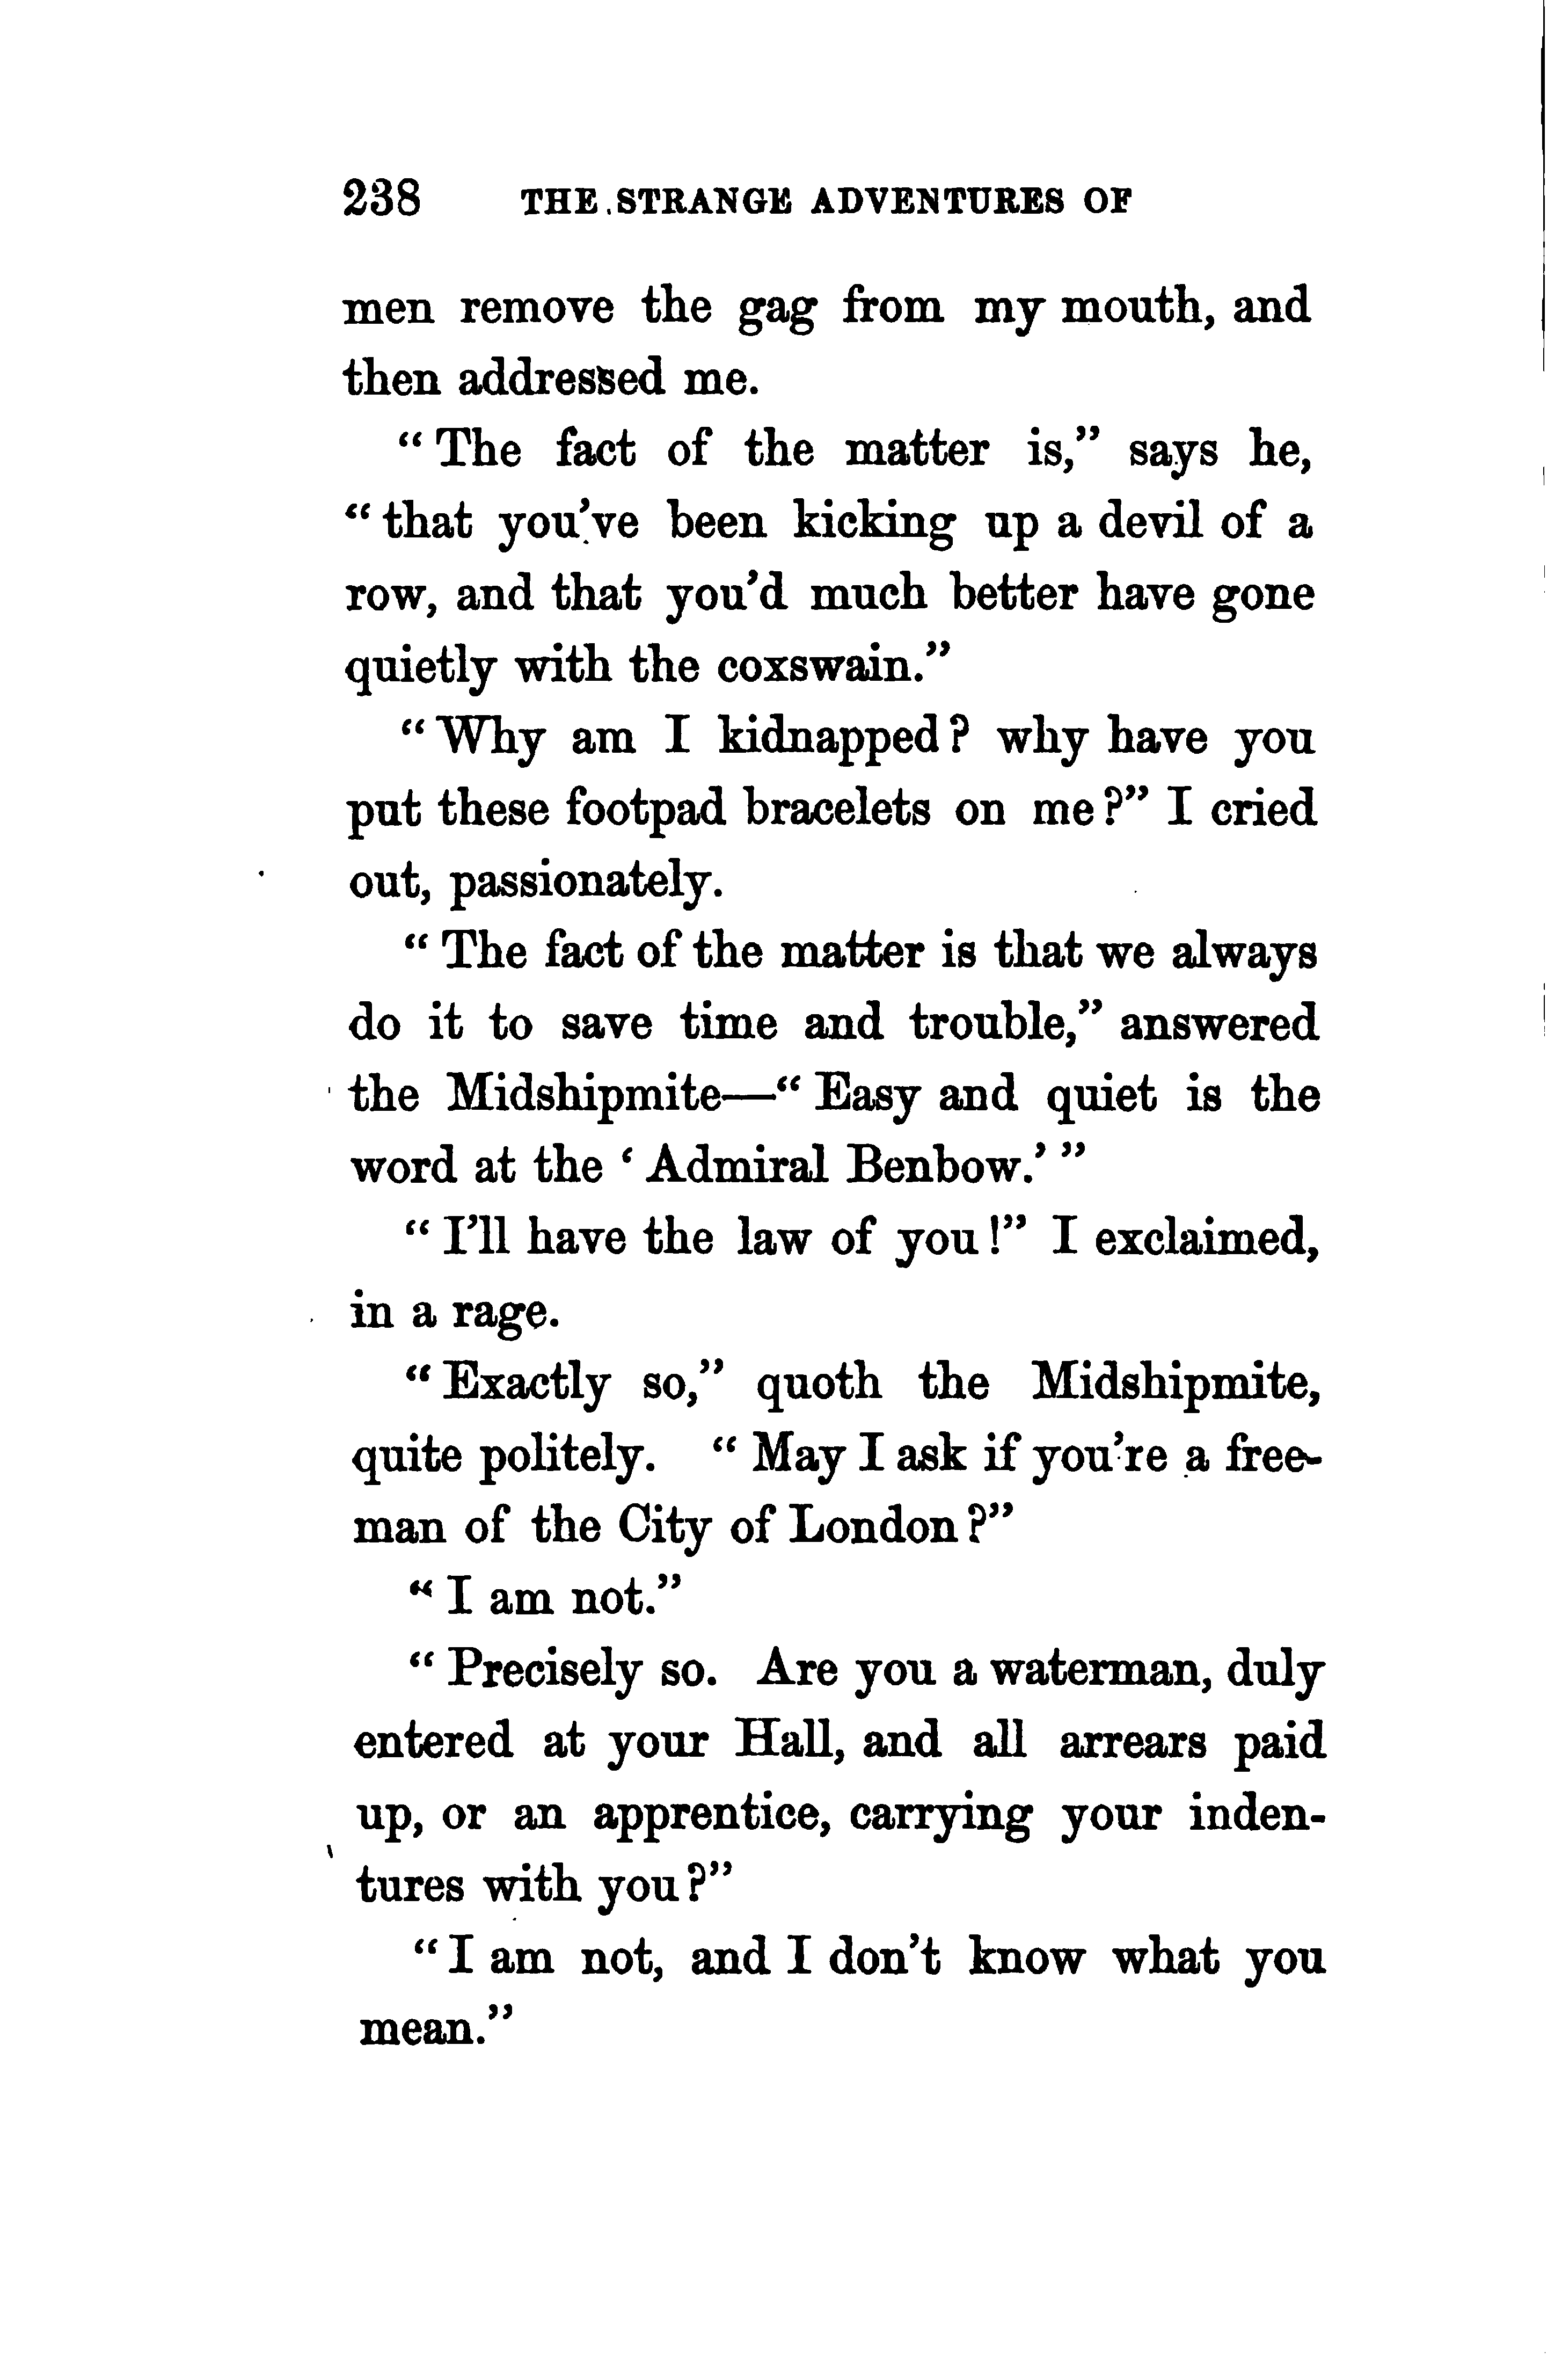 238 THE STRANGE ADVENTURES OF
men remove the gag from my mouth, and
then addressed me.
"The fact of the matter is," says he,
"that you've been kicking up a devil of a
row, and that you'd much better have gone
quietly with the coxswain."
"Why am I kidnapped? why have you
put these footpad bracelets on me?" I cried
out, passionately.
"The fact of the matter is that we always
do it to save time and trouble," answered
the Midshipmite—"Easy and quiet is the
word at the 'Admiral Benbow.'"
"I'll have the law of you!" I exclaimed,
in a rage.
"Exactly so," quoth the Midshipmite,
quite politely. "May I ask if you're a free-
man of the City of London?"
"I am not."
"Precisely so. Are you a waterman, duly
entered at your Hall, and all arrears paid
up, or an apprentice, carrying your inden-
tures with you?"
"I am not, and I don't know what you
mean."